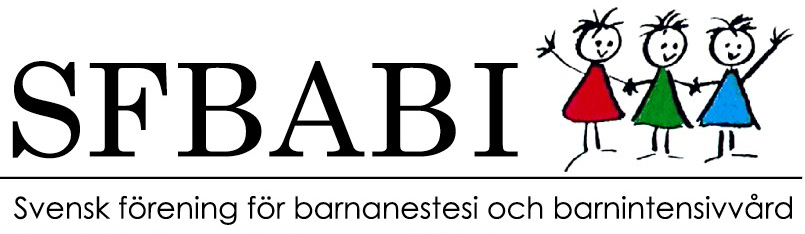 SFBABI
Svensk förening för barnanestesi och barnintensivvård